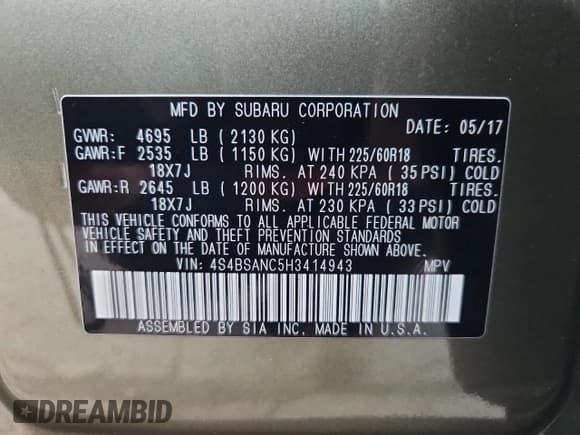 MFD BY SUBARU CORPORATION
DATE: 05/17
GVWR: 4695 LB (2130 KG)
GAWR:F 2535 LB (1150 KG) WITH 225/60R18 TIRES.
18X7J RIMS. AT 240 KPA (35 PSI) COLD
GAWR:R 2645 LB (1200 KG) WITH 225/60R18 TIRES.
18X7J RIMS. AT 230 KPA (33 PSI) COLD
THIS VEHICLE CONFORMS TO ALL APPLICABLE FEDERAL MOTOR
VEHICLE SAFETY AND THEFT PREVENTION STANDARDS
IN EFFECT ON THE DATE OF MANUFACTURE SHOWN ABOVE.
VIN: 4S4BSANC5H3414943 MPV
ASSEMBLED BY SIA INC. MADE IN U.S.A.
DREAMBID